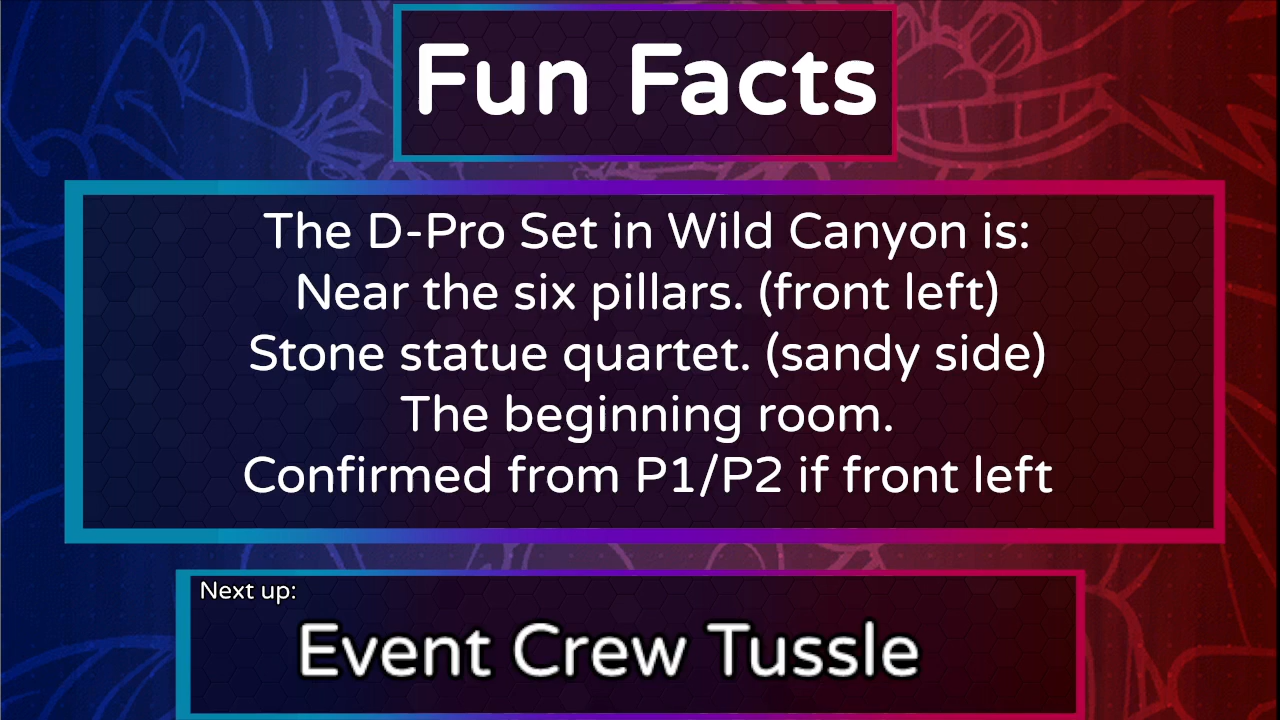 Fun Facts
The D-Pro Set in Wild Canyon is:
Near the six pillars. (front left)
Stone statue quartet. (sandy side)
The beginning room.
Confirmed from P1/P2 if front left
Next up:
Event Crew Tussle